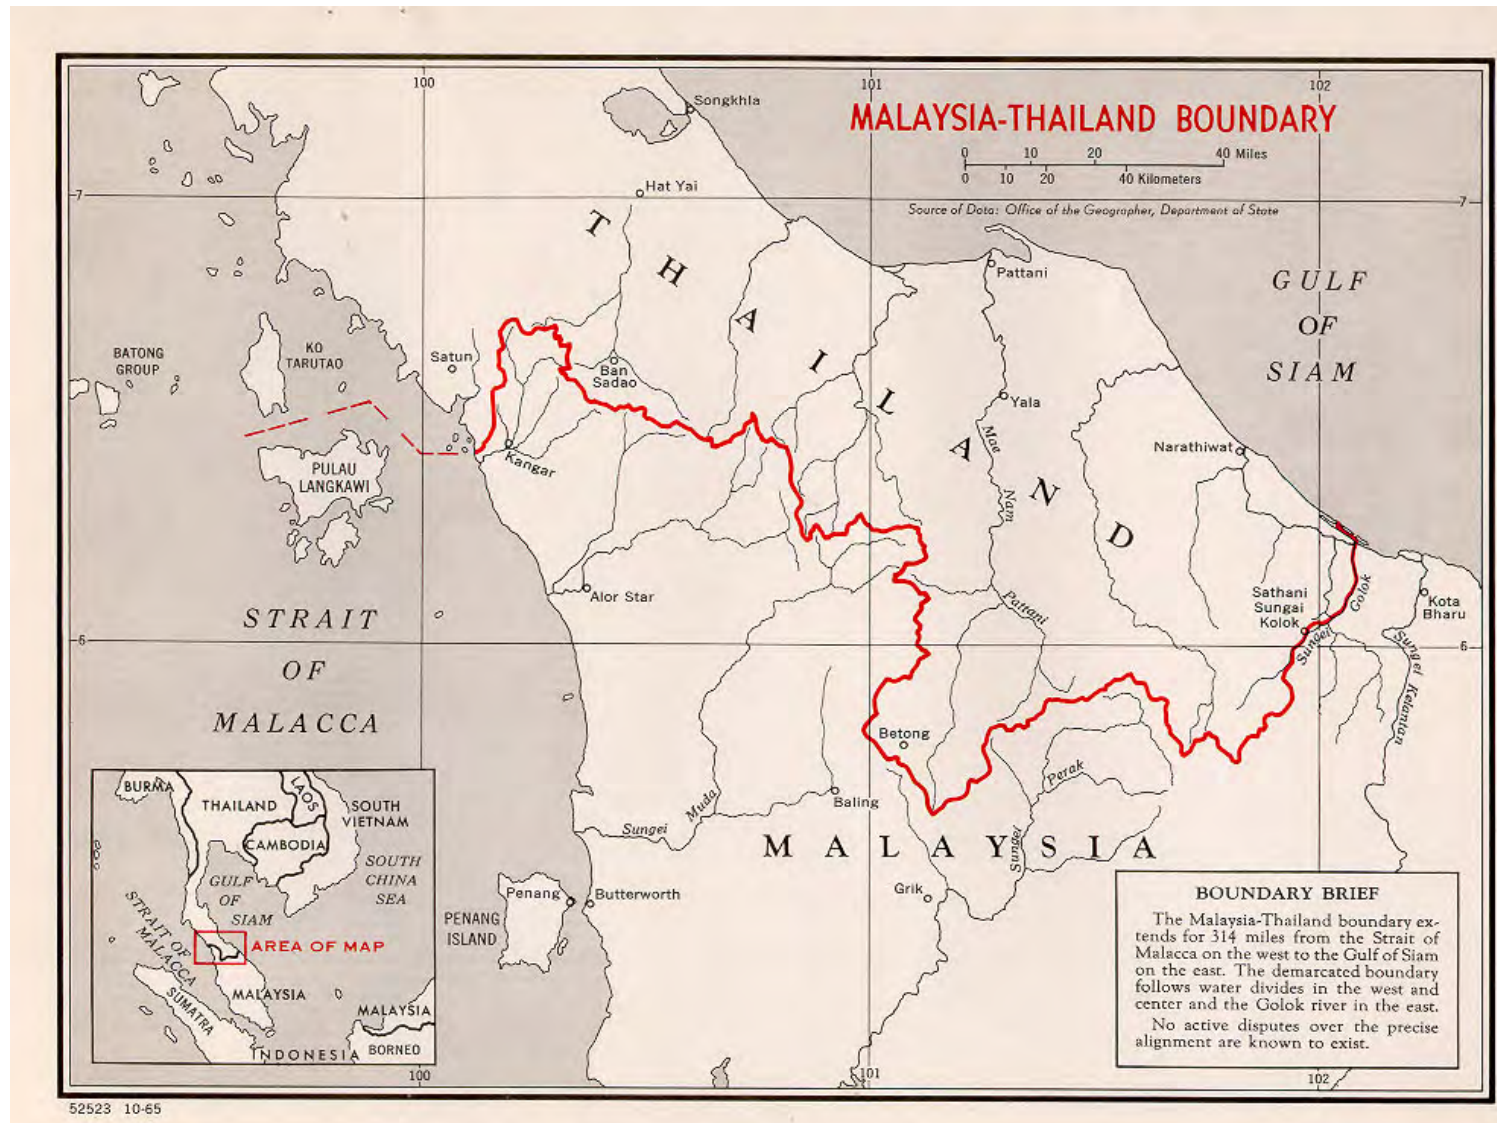 100
101
102
Songkhla
MALAYSIA-THAILAND BOUNDARY
0 10 20 40 Miles
0 10 20 40 Kilometers
Source of Data: Office of the Geographer, Department of State
7
7
Hat Yai
THAILAND
Pattani
GULF
OF
SIAM
BATONG
GROUP
KO
TARUTAO
Satun
Ban
Sadao
Yala
Mae
Nam
Pattani
Narathiwat
Kangar
PULAU
LANGKAWI
Alor Star
STRAIT
OF
MALACCA
Sathani
Sungai
Kolok
Sungei
Golok
Kota
Bharu
Sungei Kelantan
6
6
Betong
Baling
Sungei
Muda
Perak
Sungei
MALAYSIA
Grik
Penang
Butterworth
PENANG
ISLAND
BURMA
THAILAND
LAOS
SOUTH
VIETNAM
CAMBODIA
SOUTH
CHINA
SEA
GULF
OF
SIAM
STRAIT OF
MALACCA
AREA OF MAP
SUMATRA
MALAYSIA
MALAYSIA
INDONESIA
BORNEO
BOUNDARY BRIEF
The Malaysia-Thailand boundary ex-
tends for 314 miles from the Strait of
Malacca on the west to the Gulf of Siam
on the east. The demarcated boundary
follows water divides in the west and
center and the Golok river in the east.
No active disputes over the precise
alignment are known to exist.
100
101
102
52523 10-65